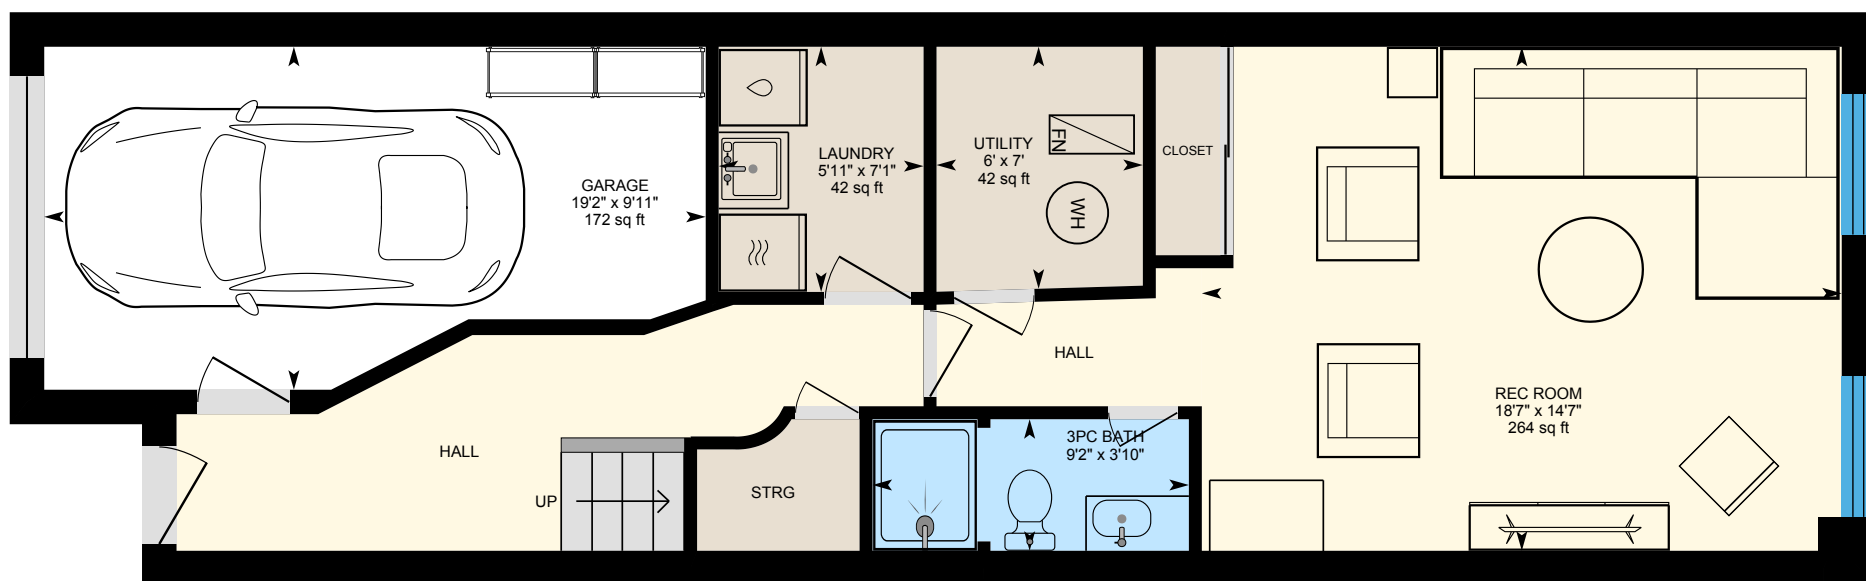 GARAGE
19'2" x 9'11"
172 sq ft
LAUNDRY
5'11" x 7'1"
42 sq ft
UTILITY
6' x 7'
42 sq ft
FN
WH
CLOSET
HALL
REC ROOM
18'7" x 14'7"
264 sq ft
HALL
UP
STRG
3PC BATH
9'2" x 3'10"